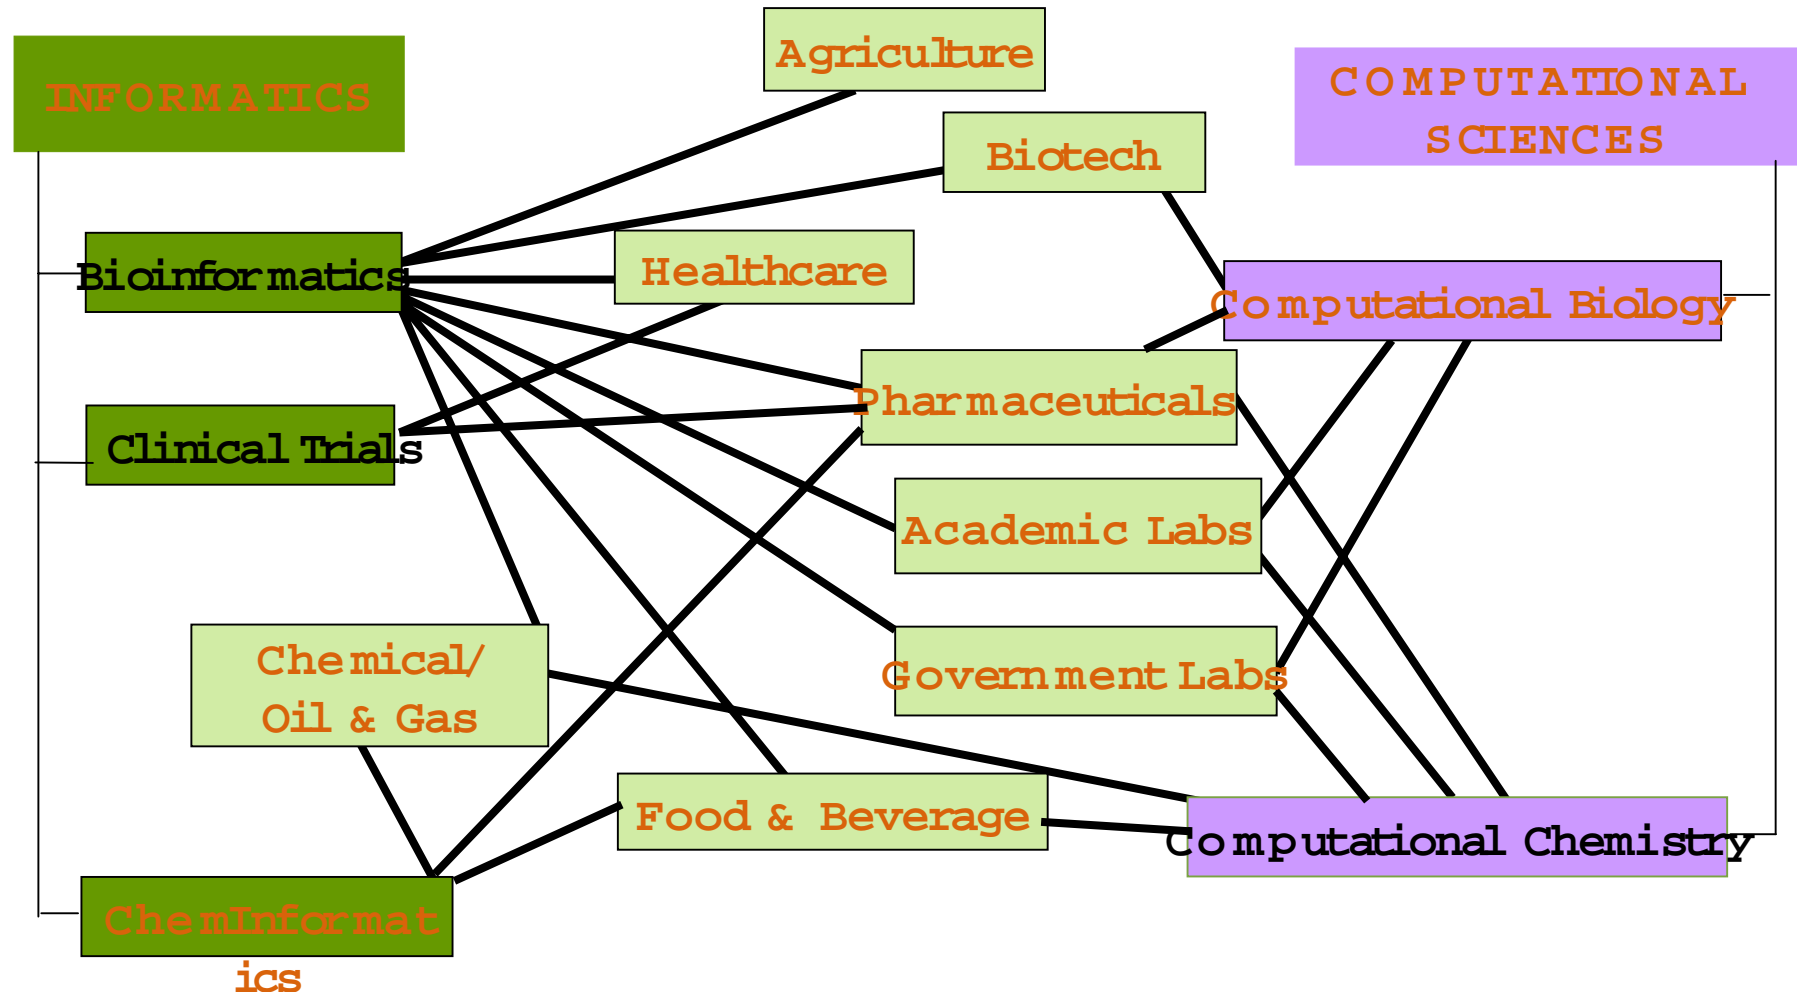 INFORMATICS
Agriculture
COMPUTATIONAL
SCIENCES
Biotech
Bioinformatics
Healthcare
Computational Biology
Pharmaceuticals
Clinical Trials
Academic Labs
Chemical/
Oil & Gas
Government Labs
Food & Beverage
Computational Chemistry
ChemInformat
ics